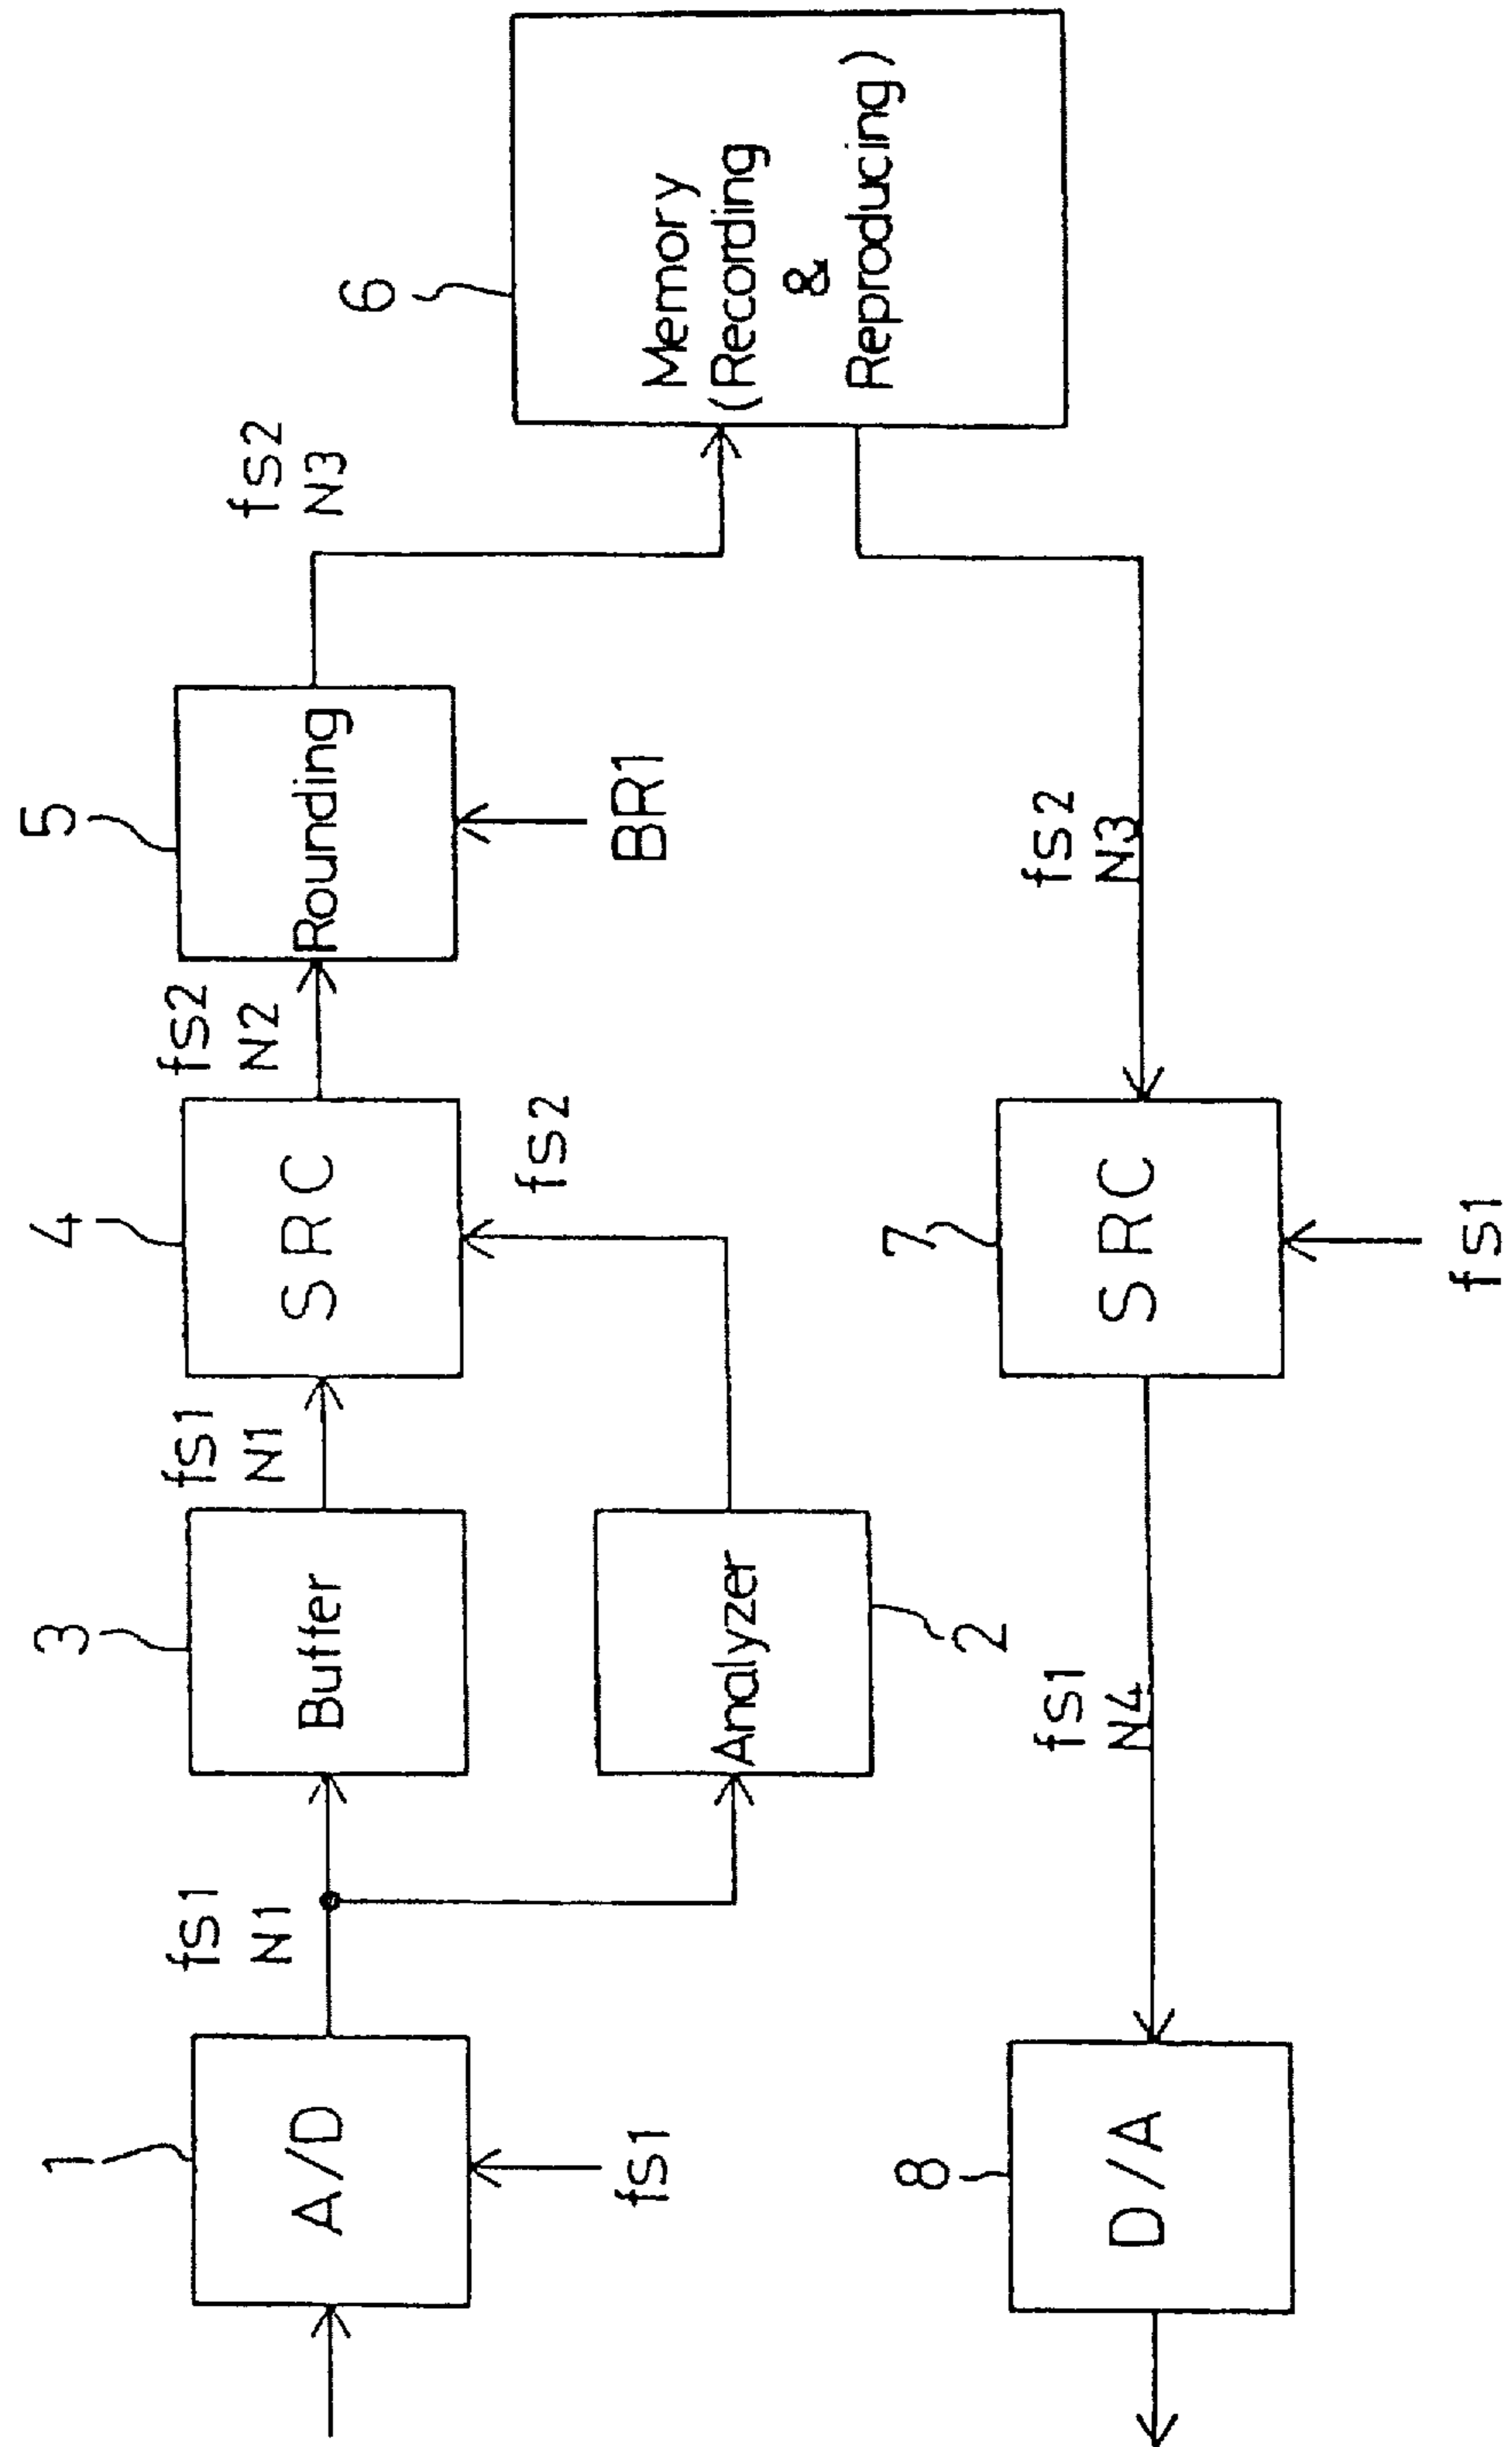 1
A/D
fs1
fs1
N1
3
Buffer
Analyzer
2
fs1
N1
4
SRC
fs2
fs2
N2
5
Rounding
BR1
fs2
N3
6
Memory
(Recording
&
Reproducing)
fs2
N3
7
SRC
fs1
fs1
N4
8
D/A